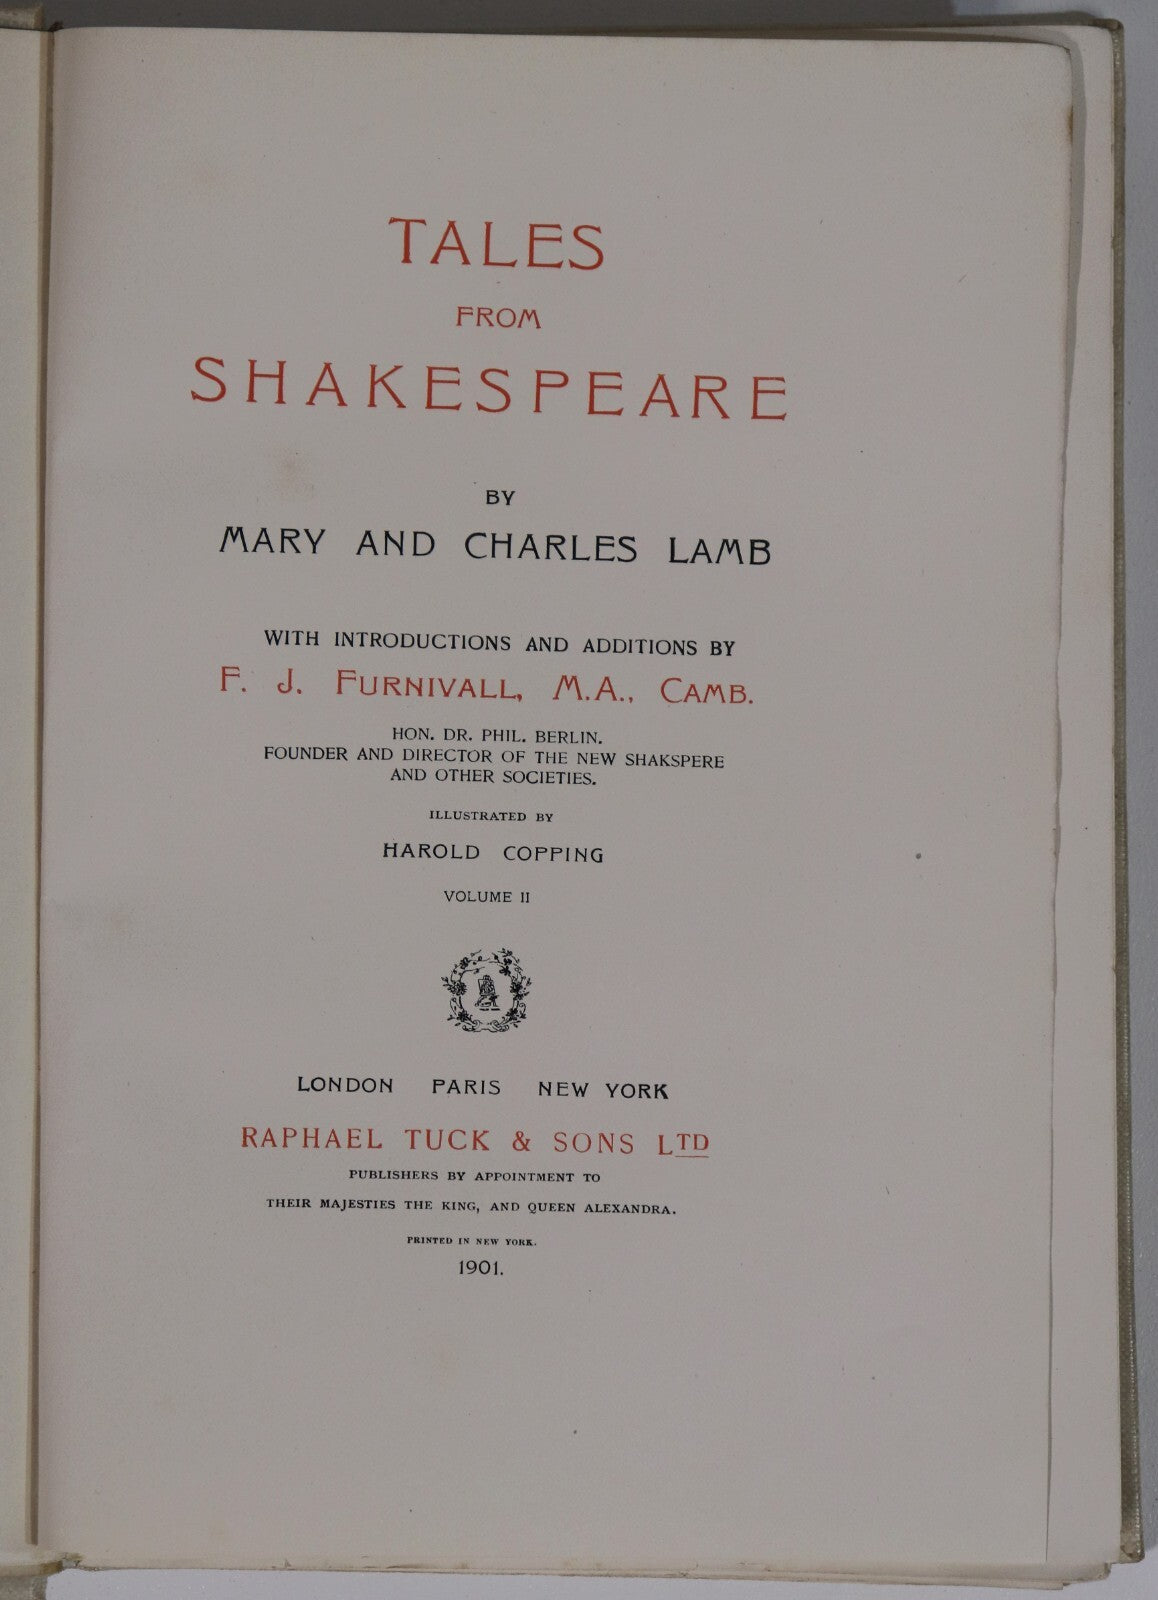 TALES
FROM
SHAKESPEARE
BY
MARY AND CHARLES LAMB
WITH INTRODUCTIONS AND ADDITIONS BY
F. J. FURNIVALL, M.A., CAMB.
HON. DR. PHIL. BERLIN.
FOUNDER AND DIRECTOR OF THE NEW SHAKSPERE
AND OTHER SOCIETIES.
ILLUSTRATED BY
HAROLD COPPING
VOLUME II
LONDON PARIS NEW YORK
RAPHAEL TUCK & SONS LTD
PUBLISHERS BY APPOINTMENT TO
THEIR MAJESTIES THE KING, AND QUEEN ALEXANDRA.
PRINTED IN NEW YORK.
1901.